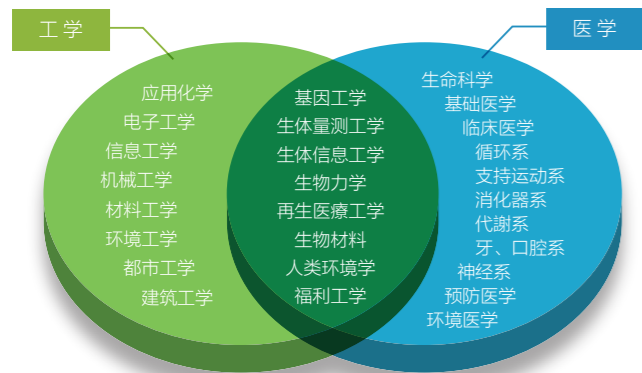 工学
医学
应用化学
电子工学
信息工学
机械工学
材料工学
环境工学
都市工学
建筑工学
基因工学
生体量测工学
生体信息工学
生物力学
再生医療工学
生物材料
人类环境学
福利工学
生命科学
基础医学
临床医学
循环系
支持运动系
消化器系
代謝系
牙、口腔系
神经系
预防医学
环境医学